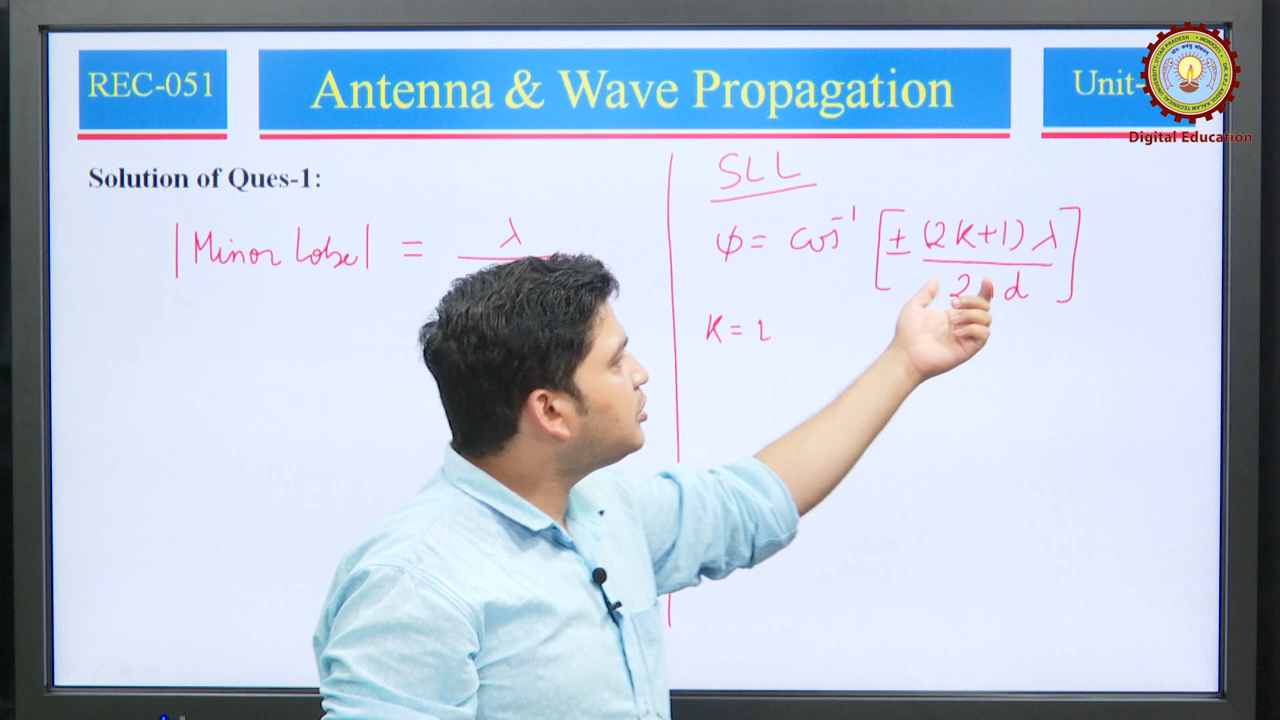 REC-051
Antenna & Wave Propagation
Unit-
Digital Education
Solution of Ques-1:
|Minor Lobe| = λ
SLL
φ = cos⁻¹ [± (2K+1) λ / 2 d]
K = 1